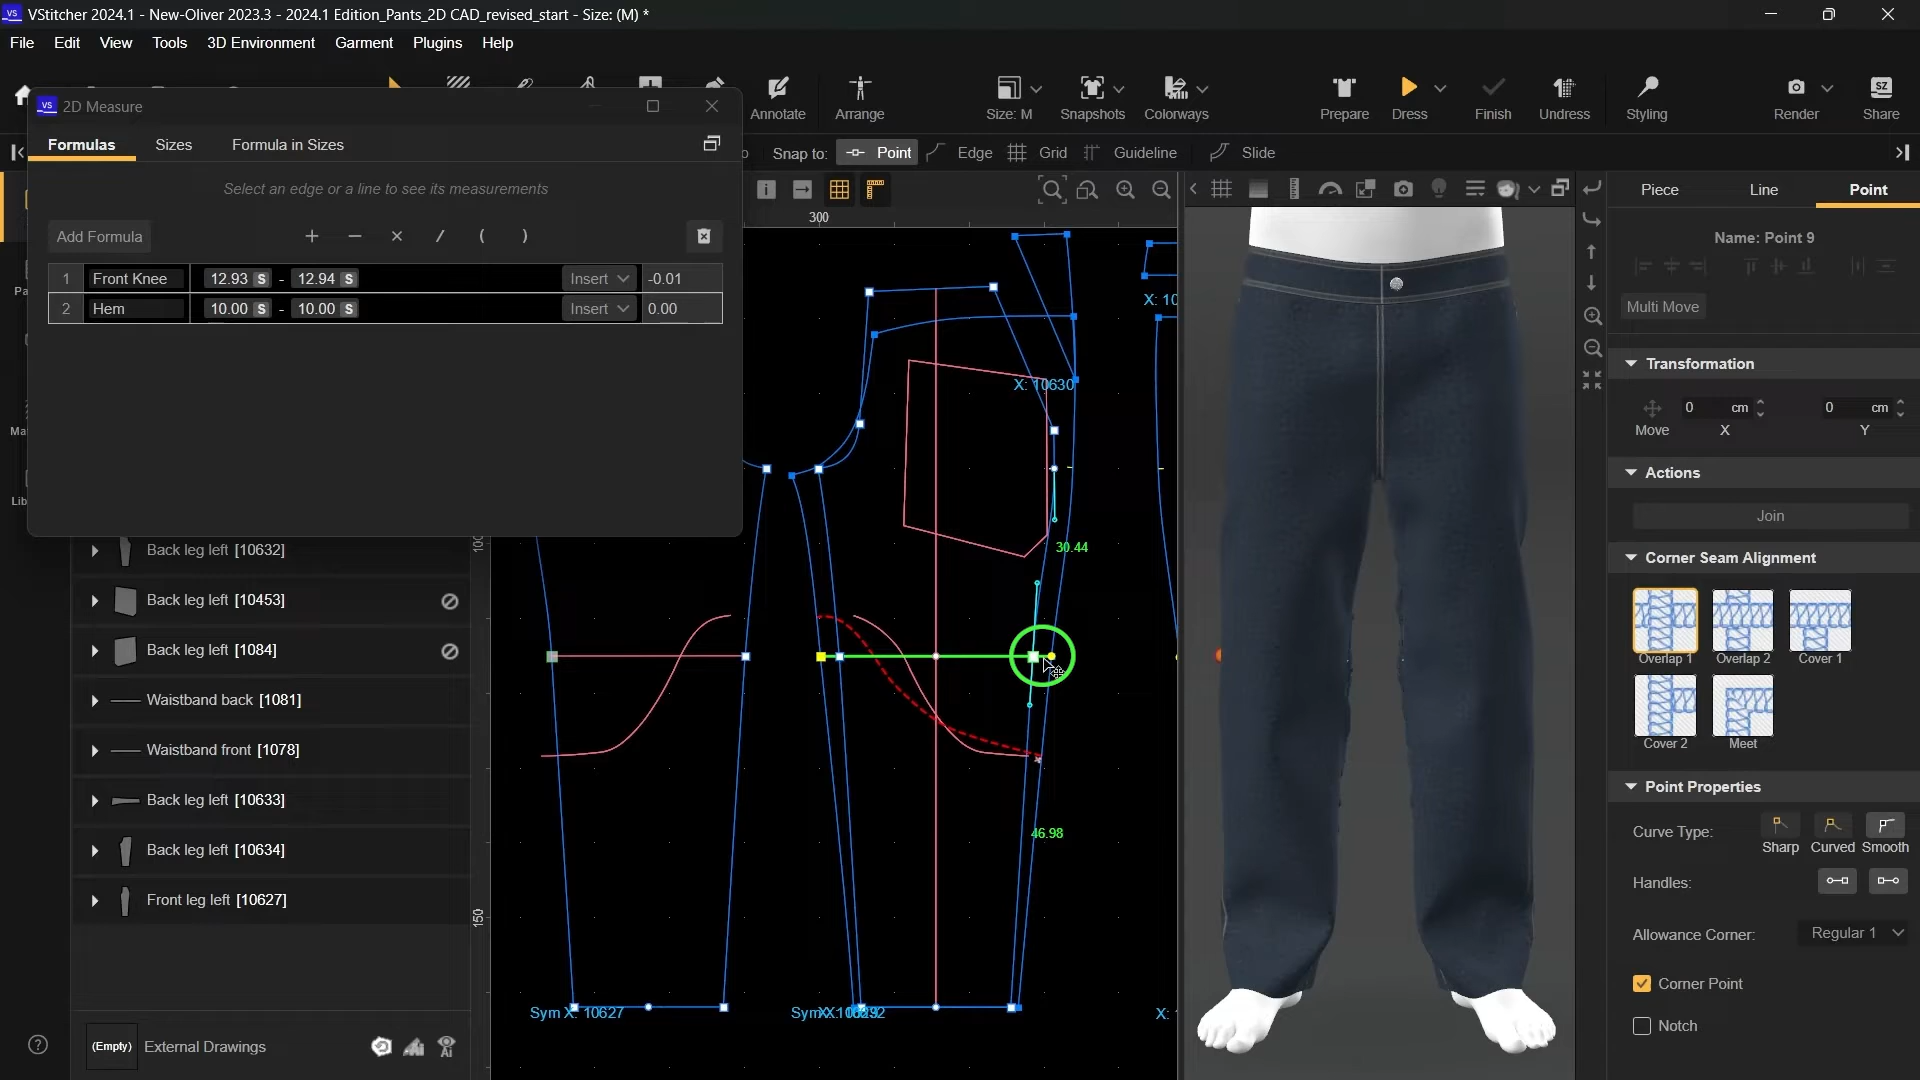 VStitcher 2024.1 - New-Oliver 2023.3 - 2024.1 Edition_Pants_2D CAD_revised_start - Size: (M) *
File Edit View Tools 3D Environment Garment Plugins Help
Annotate Arrange Size: M Snapshots Colorways Prepare Dress Finish Undress Styling Render Share
VS 2D Measure
Formulas Sizes Formula in Sizes
Snap to: Point Edge Grid Guideline Slide
Select an edge or a line to see its measurements
Add Formula + − × / ( )
1 Front Knee 12.93 S - 12.94 S Insert -0.01
2 Hem 10.00 S - 10.00 S Insert 0.00
Back leg left [10632]
Back leg left [10453]
Back leg left [1084]
Waistband back [1081]
Waistband front [1078]
Back leg left [10633]
Back leg left [10634]
Front leg left [10627]
(Empty) External Drawings
AI
300
X: 10
X: 10630
30.44
46.98
150
Sym X: 10627
X:
Piece Line Point
Name: Point 9
Multi Move
Transformation
0 cm 0 cm
Move X Y
Actions
Join
Corner Seam Alignment
Overlap 1 Overlap 2 Cover 1
Cover 2 Meet
Point Properties
Curve Type: Sharp Curved Smooth
Handles:
Allowance Corner: Regular 1
Corner Point
Notch